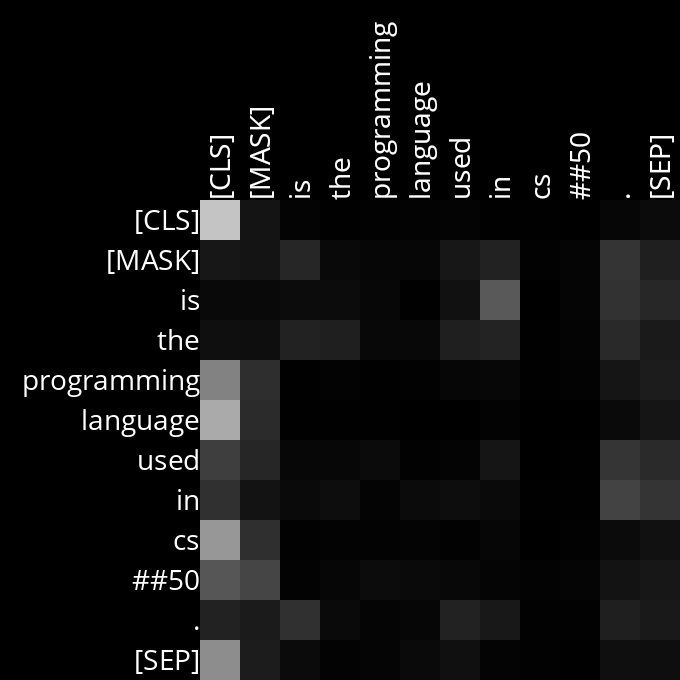 [CLS]
[MASK]
is
the
programming
language
used
in
cs
##50
.
[SEP]
[CLS]
[MASK]
is
the
programming
language
used
in
cs
##50
.
[SEP]